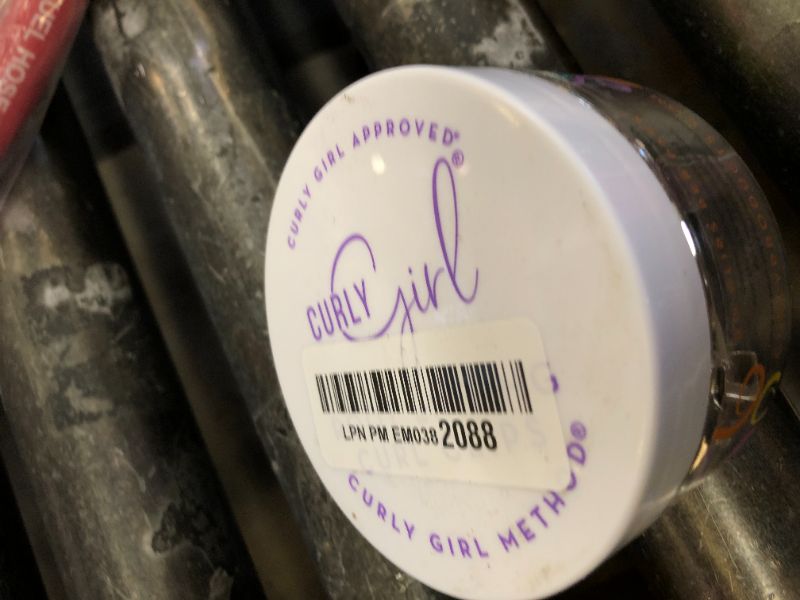 CURLY GIRL APPROVED®
CURLY Girl®
LPN PM EM038 2088
CURLY GIRL METHOD®